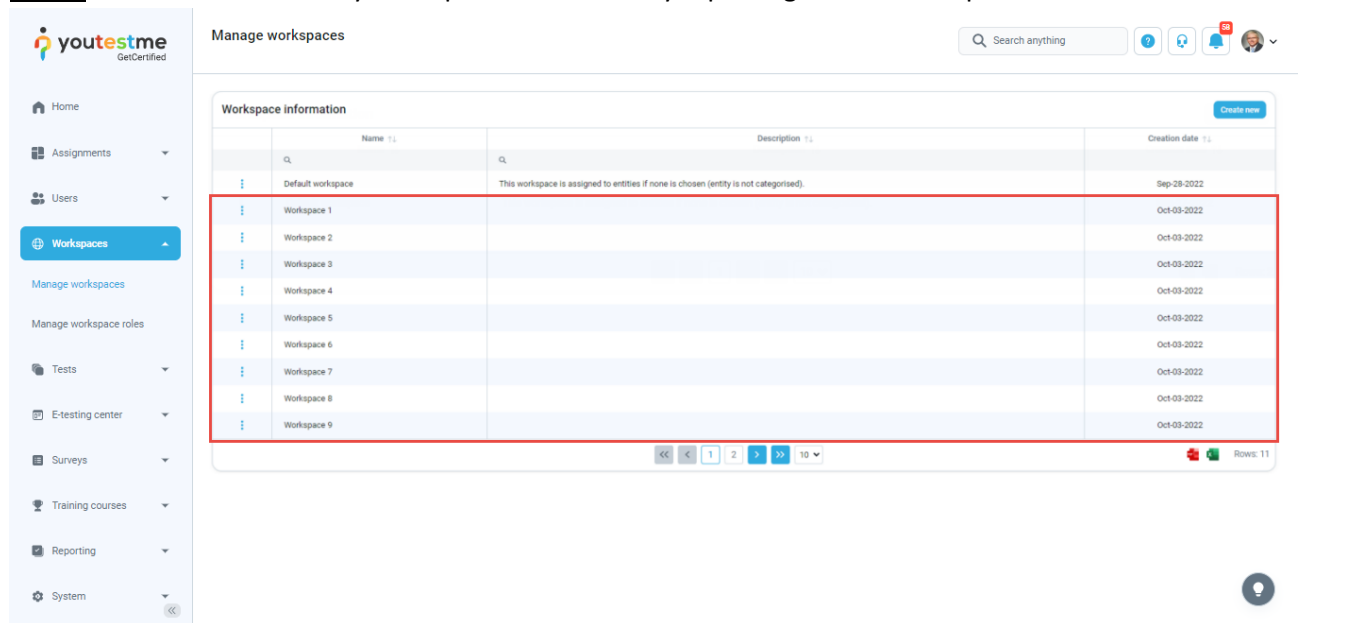 youtestme
GetCertified
Manage workspaces
Search anything
?
58
Home
Assignments
Users
Workspaces
Manage workspaces
Manage workspace roles
Tests
E-testing center
Surveys
Training courses
Reporting
System
Workspace information
Create new
Name Description Creation date
Default workspace This workspace is assigned to entities if none is chosen (entity is not categorised). Sep-28-2022
Workspace 1 Oct-03-2022
Workspace 2 Oct-03-2022
Workspace 3 Oct-03-2022
Workspace 4 Oct-03-2022
Workspace 5 Oct-03-2022
Workspace 6 Oct-03-2022
Workspace 7 Oct-03-2022
Workspace 8 Oct-03-2022
Workspace 9 Oct-03-2022
1 2 10 Rows: 11